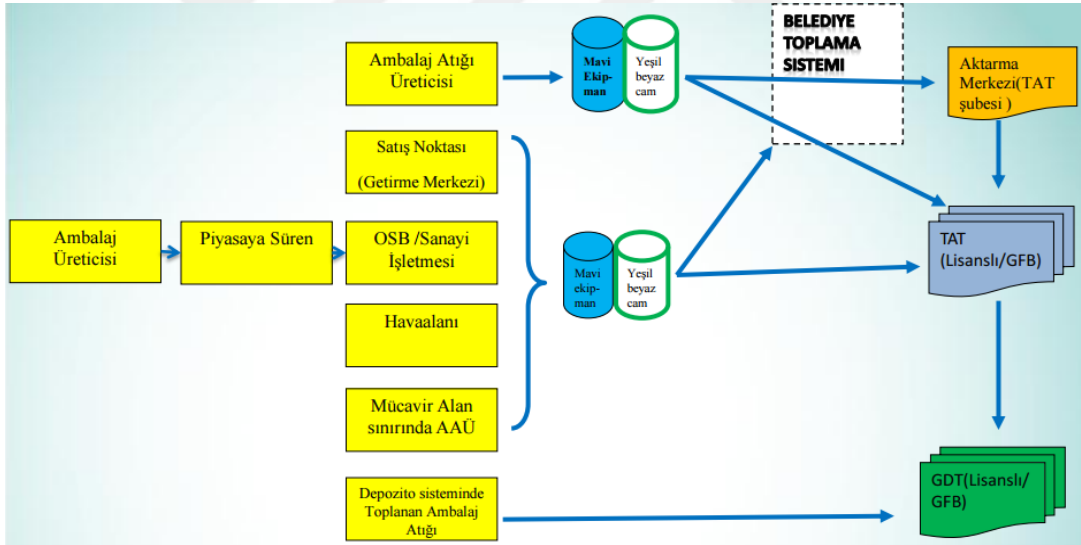 Ambalaj Atığı
Üreticisi
Mavi
Ekip-
man
Yeşil
beyaz
cam
BELEDİYE
TOPLAMA
SİSTEMİ
Aktarma
Merkezi(TAT
şubesi )
Satış Noktası
(Getirme Merkezi)
Ambalaj
Üreticisi
Piyasaya Süren
OSB /Sanayi
İşletmesi
Mavi
ekip-
man
Yeşil
beyaz
cam
TAT
(Lisanslı/GFB)
Havaalanı
Mücavir Alan
sınırında AAÜ
Depozito sisteminde
Toplanan Ambalaj
Atığı
GDT(Lisanslı/
GFB)